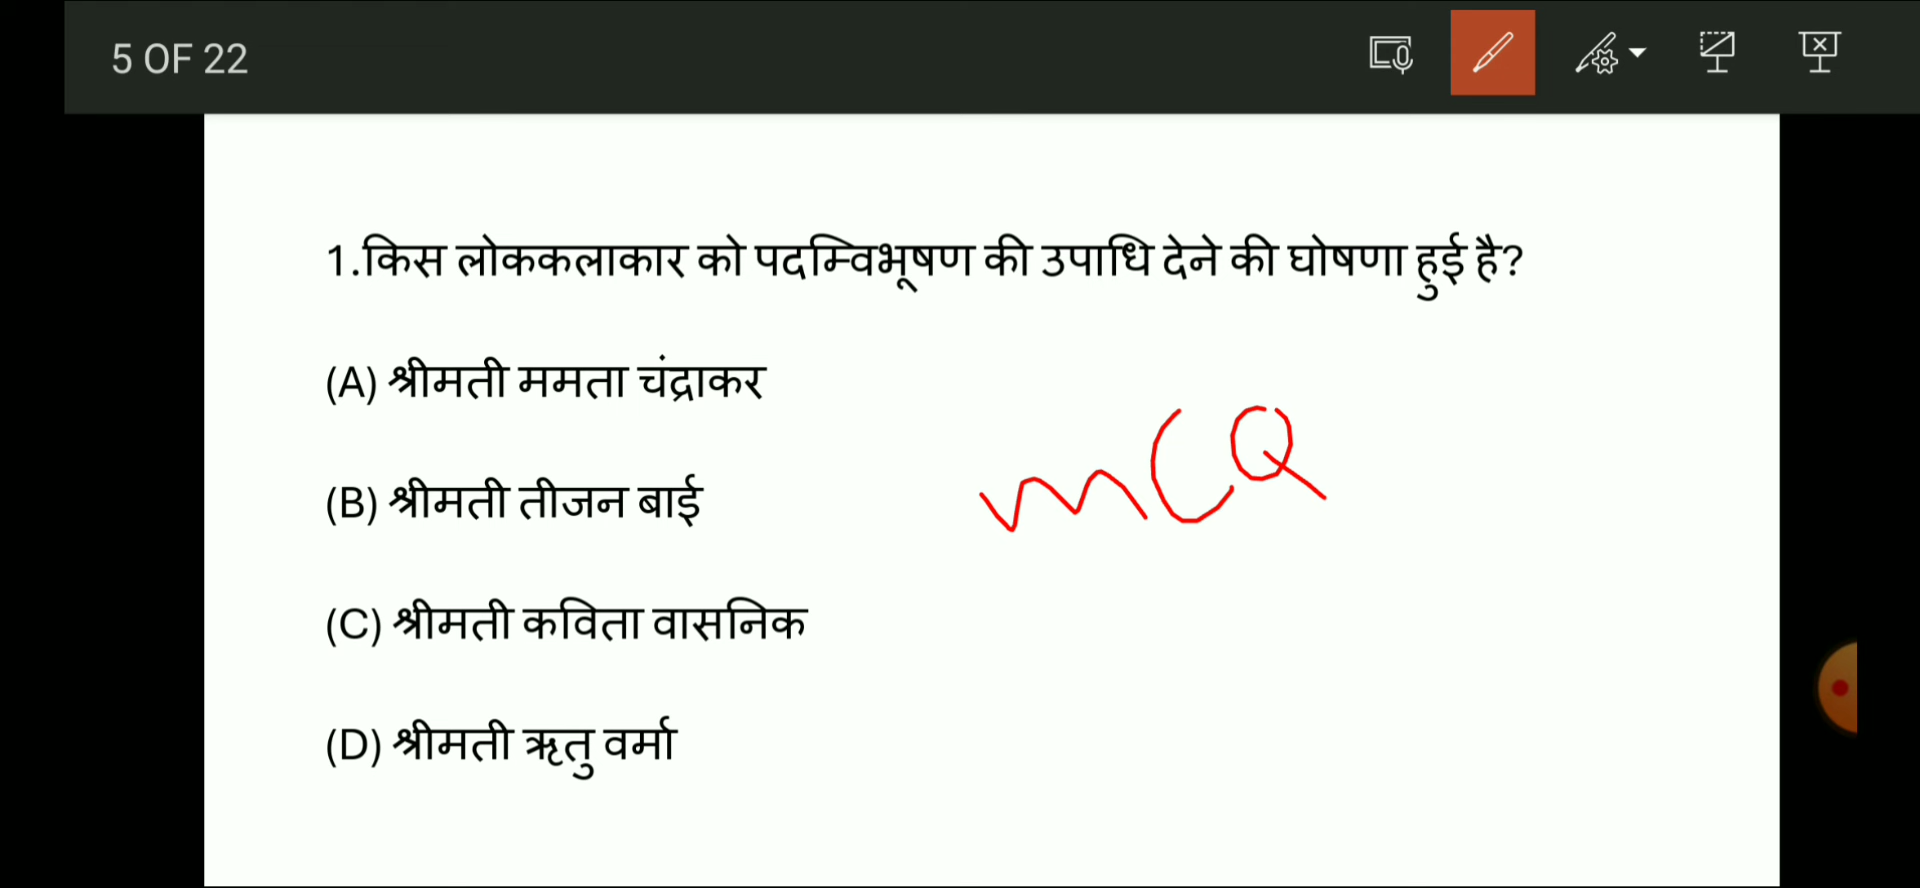 5 OF 22
1.किस लोककलाकार को पदम्विभूषण की उपाधि देने की घोषणा हुई है?
(A) श्रीमती ममता चंद्राकर
MCQ
(B) श्रीमती तीजन बाई
(C) श्रीमती कविता वासनिक
(D) श्रीमती ऋतु वर्मा